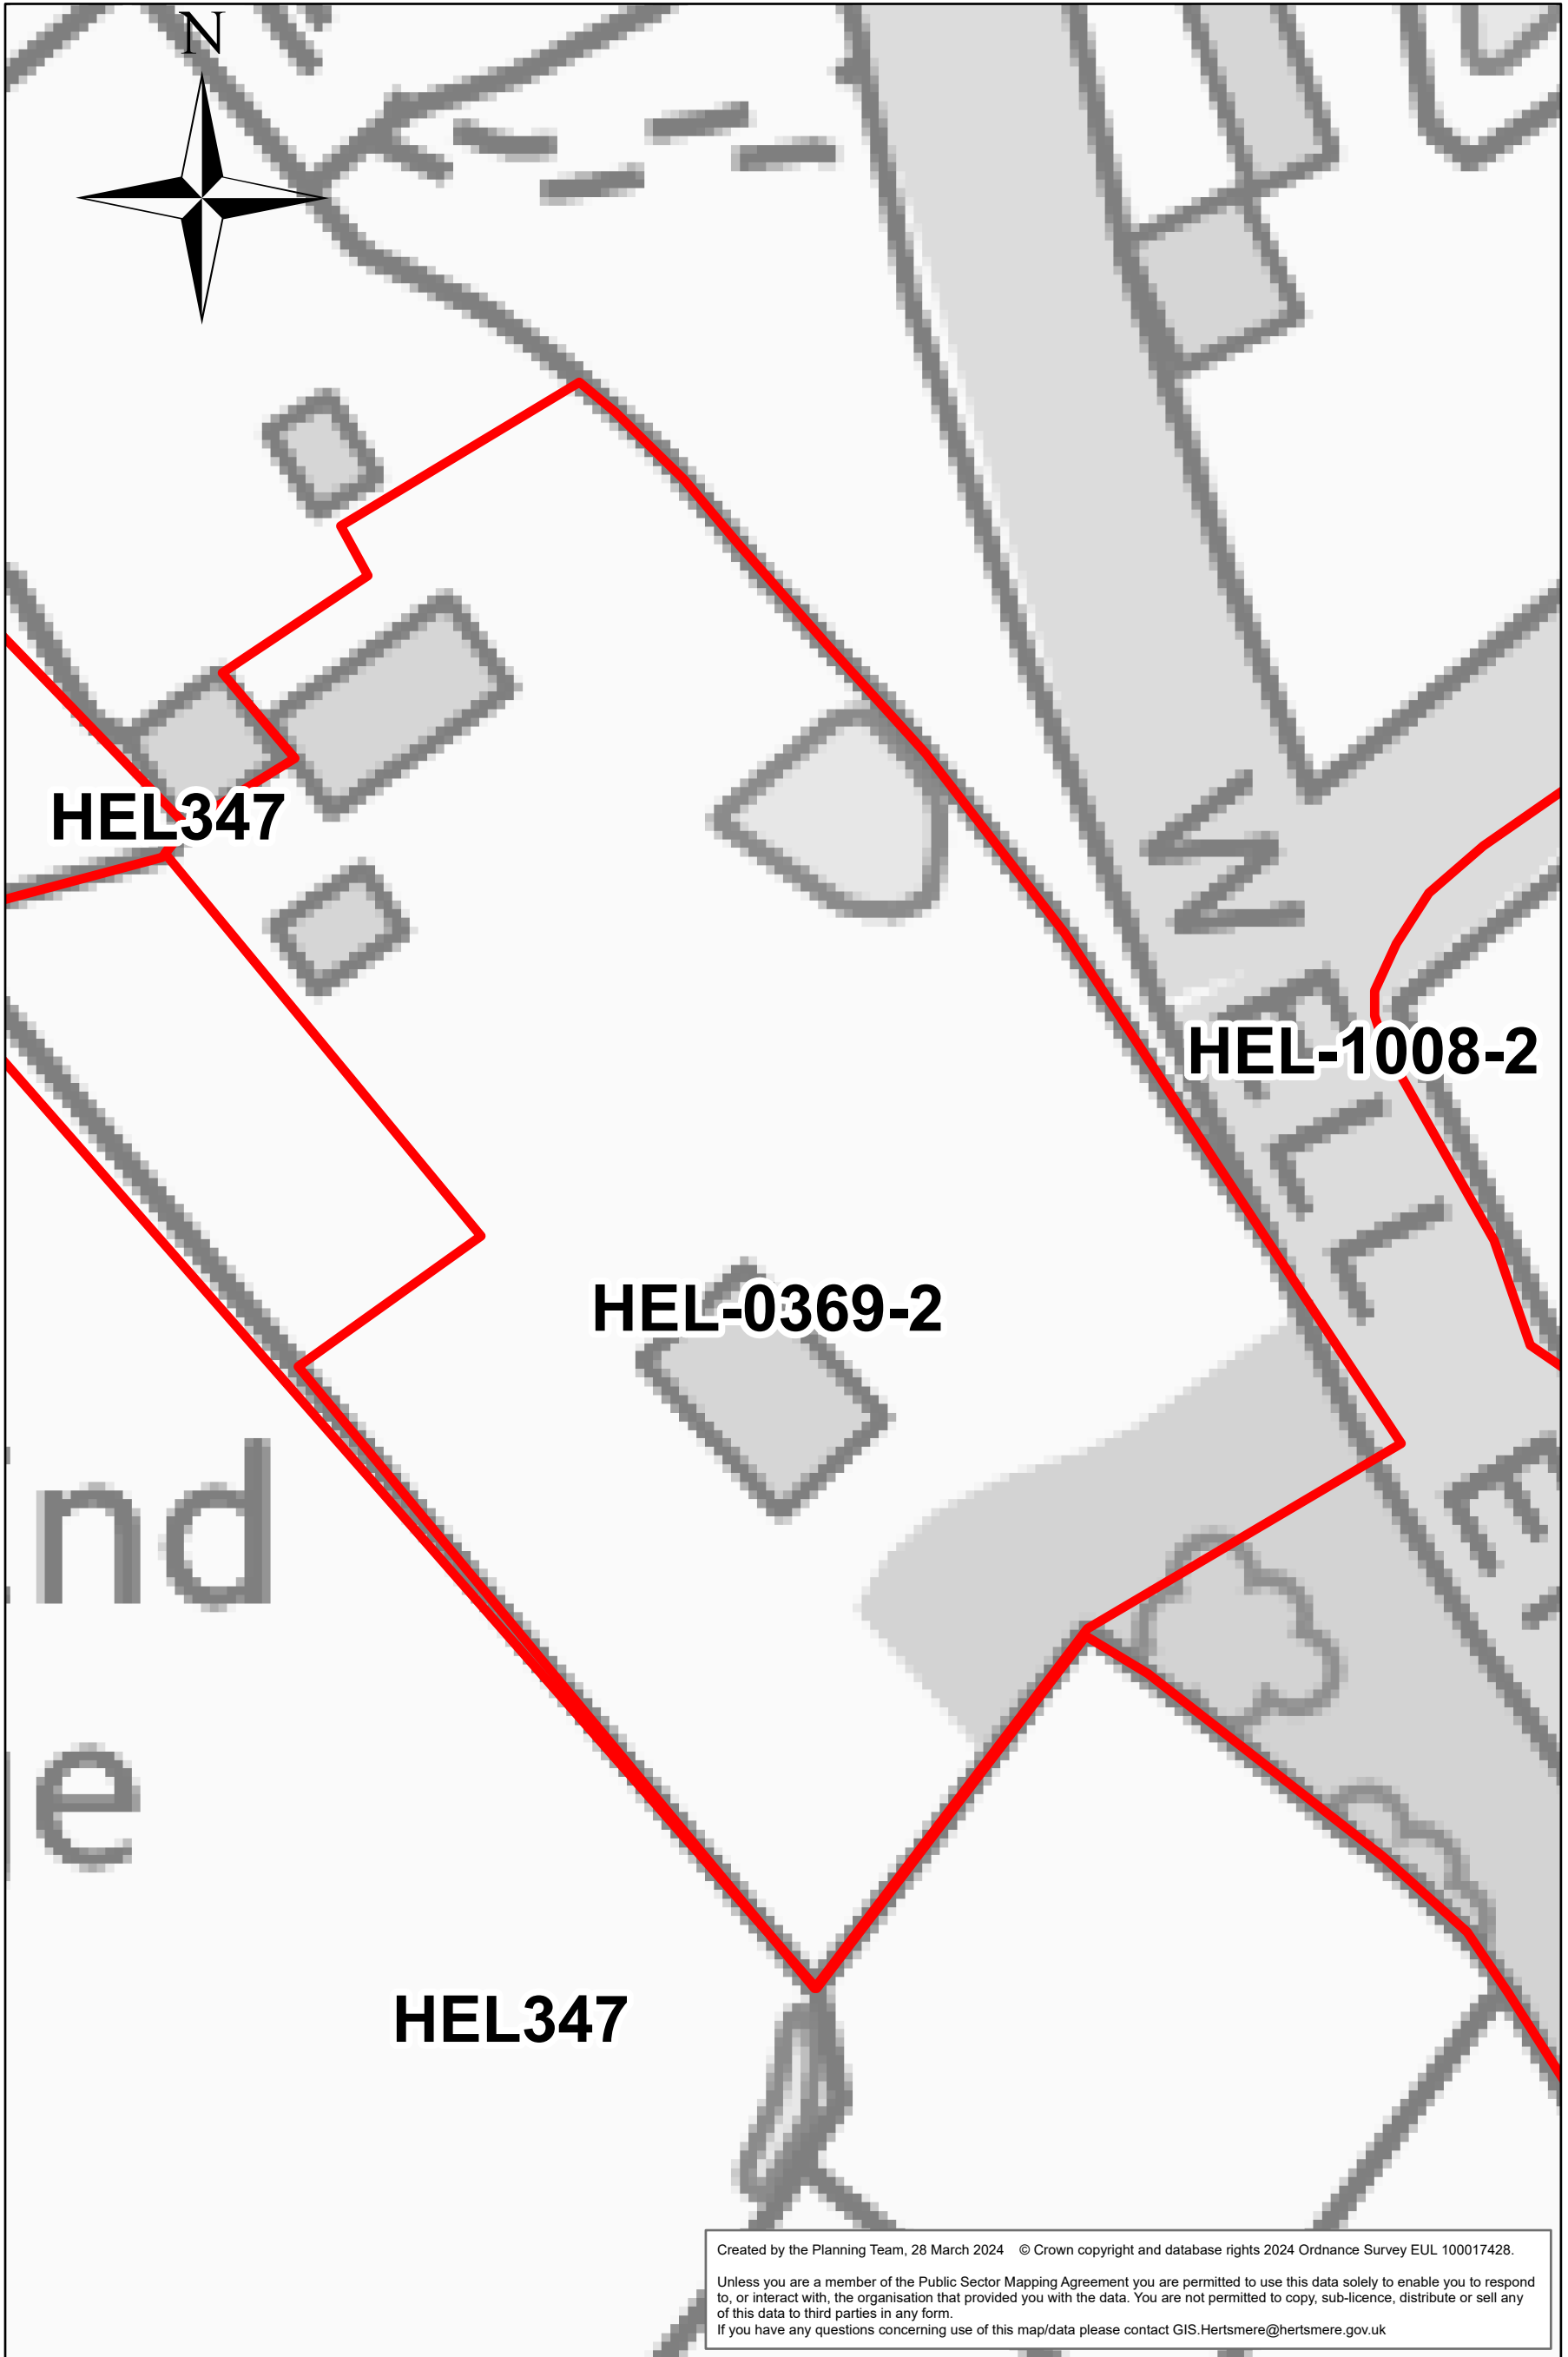 N
HEL347
HEL-1008-2
HEL-0369-2
nd
e
HEL347
Created by the Planning Team, 28 March 2024 © Crown copyright and database rights 2024 Ordnance Survey EUL 100017428.
Unless you are a member of the Public Sector Mapping Agreement you are permitted to use this data solely to enable you to respond
to, or interact with, the organisation that provided you with the data. You are not permitted to copy, sub-licence, distribute or sell any
of this data to third parties in any form.
If you have any questions concerning use of this map/data please contact GIS.Hertsmere@hertsmere.gov.uk